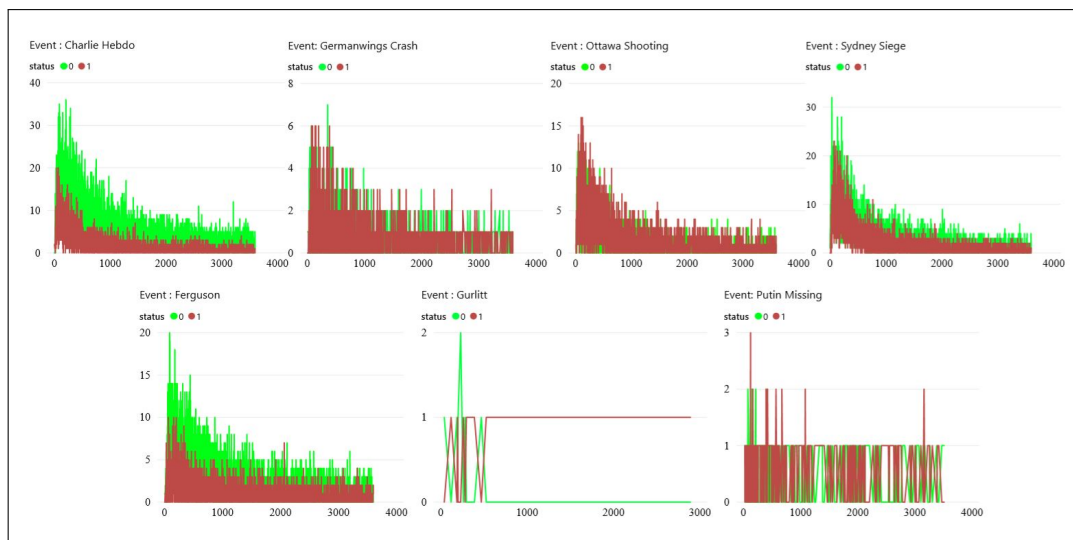 Event : Charlie Hebdo
status 0 1
40
30
20
10
0
0 1000 2000 3000 4000
Event: Germanwings Crash
status 0 1
8
6
4
2
0
0 1000 2000 3000 4000
Event : Ottawa Shooting
status 0 1
20
15
10
5
0
0 1000 2000 3000 4000
Event : Sydney Siege
status 0 1
30
20
10
0
0 1000 2000 3000 4000
Event : Ferguson
status 0 1
20
15
10
5
0
0 1000 2000 3000 4000
Event : Gurlitt
status 0 1
2
1
0
0 1000 2000 3000
Event: Putin Missing
status 0 1
3
2
1
0
0 1000 2000 3000 4000